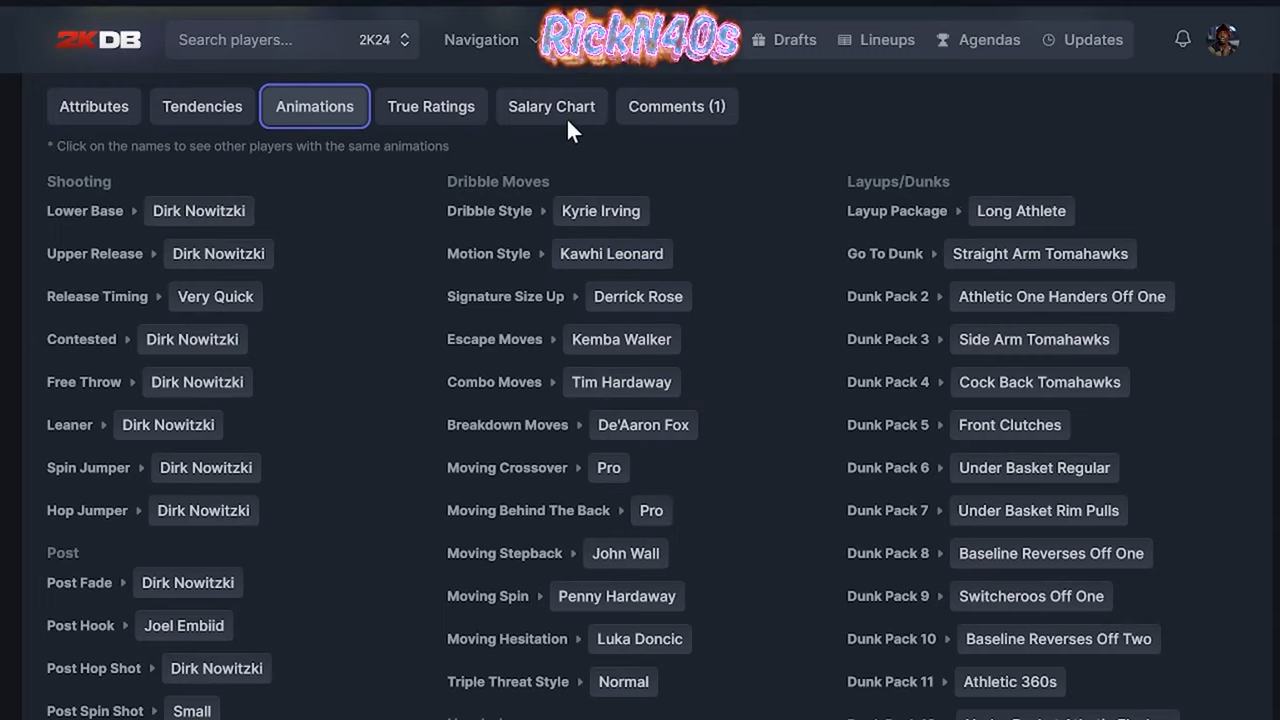 2KDB Search players... 2K24 Navigation RickN40s Drafts Lineups Agendas Updates
Attributes Tendencies Animations True Ratings Salary Chart Comments (1)
* Click on the names to see other players with the same animations
Shooting
Lower Base Dirk Nowitzki
Upper Release Dirk Nowitzki
Release Timing Very Quick
Contested Dirk Nowitzki
Free Throw Dirk Nowitzki
Leaner Dirk Nowitzki
Spin Jumper Dirk Nowitzki
Hop Jumper Dirk Nowitzki
Post
Post Fade Dirk Nowitzki
Post Hook Joel Embiid
Post Hop Shot Dirk Nowitzki
Post Spin Shot Small
Dribble Moves
Dribble Style Kyrie Irving
Motion Style Kawhi Leonard
Signature Size Up Derrick Rose
Escape Moves Kemba Walker
Combo Moves Tim Hardaway
Breakdown Moves De'Aaron Fox
Moving Crossover Pro
Moving Behind The Back Pro
Moving Stepback John Wall
Moving Spin Penny Hardaway
Moving Hesitation Luka Doncic
Triple Threat Style Normal
Layups/Dunks
Layup Package Long Athlete
Go To Dunk Straight Arm Tomahawks
Dunk Pack 2 Athletic One Handers Off One
Dunk Pack 3 Side Arm Tomahawks
Dunk Pack 4 Cock Back Tomahawks
Dunk Pack 5 Front Clutches
Dunk Pack 6 Under Basket Regular
Dunk Pack 7 Under Basket Rim Pulls
Dunk Pack 8 Baseline Reverses Off One
Dunk Pack 9 Switcheroos Off One
Dunk Pack 10 Baseline Reverses Off Two
Dunk Pack 11 Athletic 360s